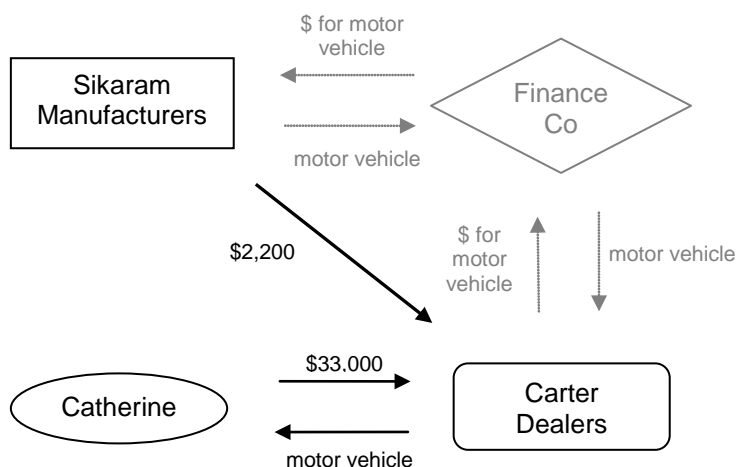 $ for motor
vehicle
Sikaram
Manufacturers
Finance
Co
motor vehicle
$2,200
$ for
motor
vehicle
motor vehicle
$33.000
Catherine
Carter
Dealers
motor vehicle